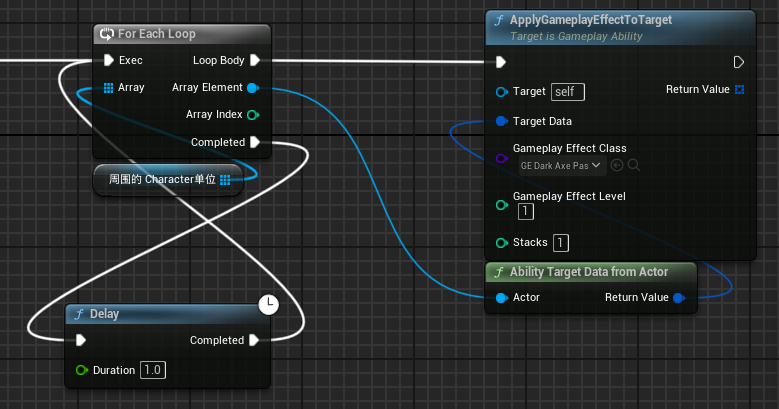 For Each Loop
Exec
Loop Body
Array
Array Element
Array Index
Completed
周围的 Character单位
ApplyGameplayEffectToTarget
Target is Gameplay Ability
Target
self
Return Value
Target Data
Gameplay Effect Class
GE Dark Axe Pas
Gameplay Effect Level
1
Stacks
1
Ability Target Data from Actor
Actor
Return Value
Delay
Completed
Duration
1.0